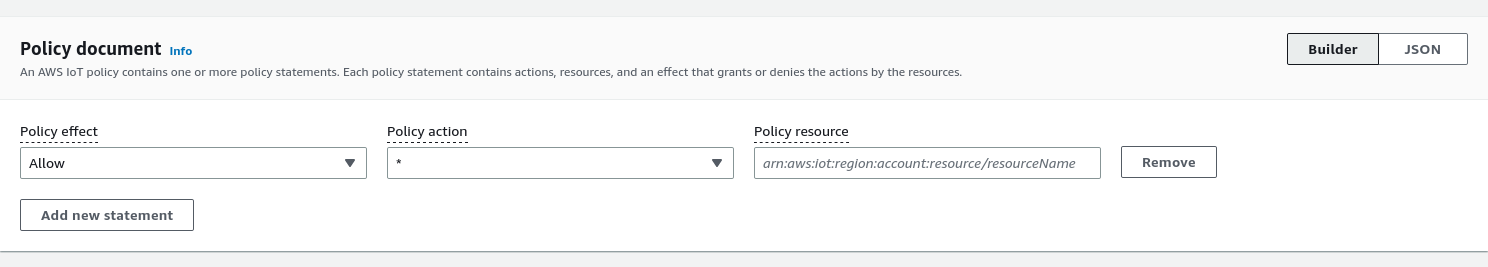 Policy document Info
Builder JSON
An AWS IoT policy contains one or more policy statements. Each policy statement contains actions, resources, and an effect that grants or denies the actions by the resources.
Policy effect Policy action Policy resource
Allow * arn:aws:iot:region:account:resource/resourceName Remove
Add new statement